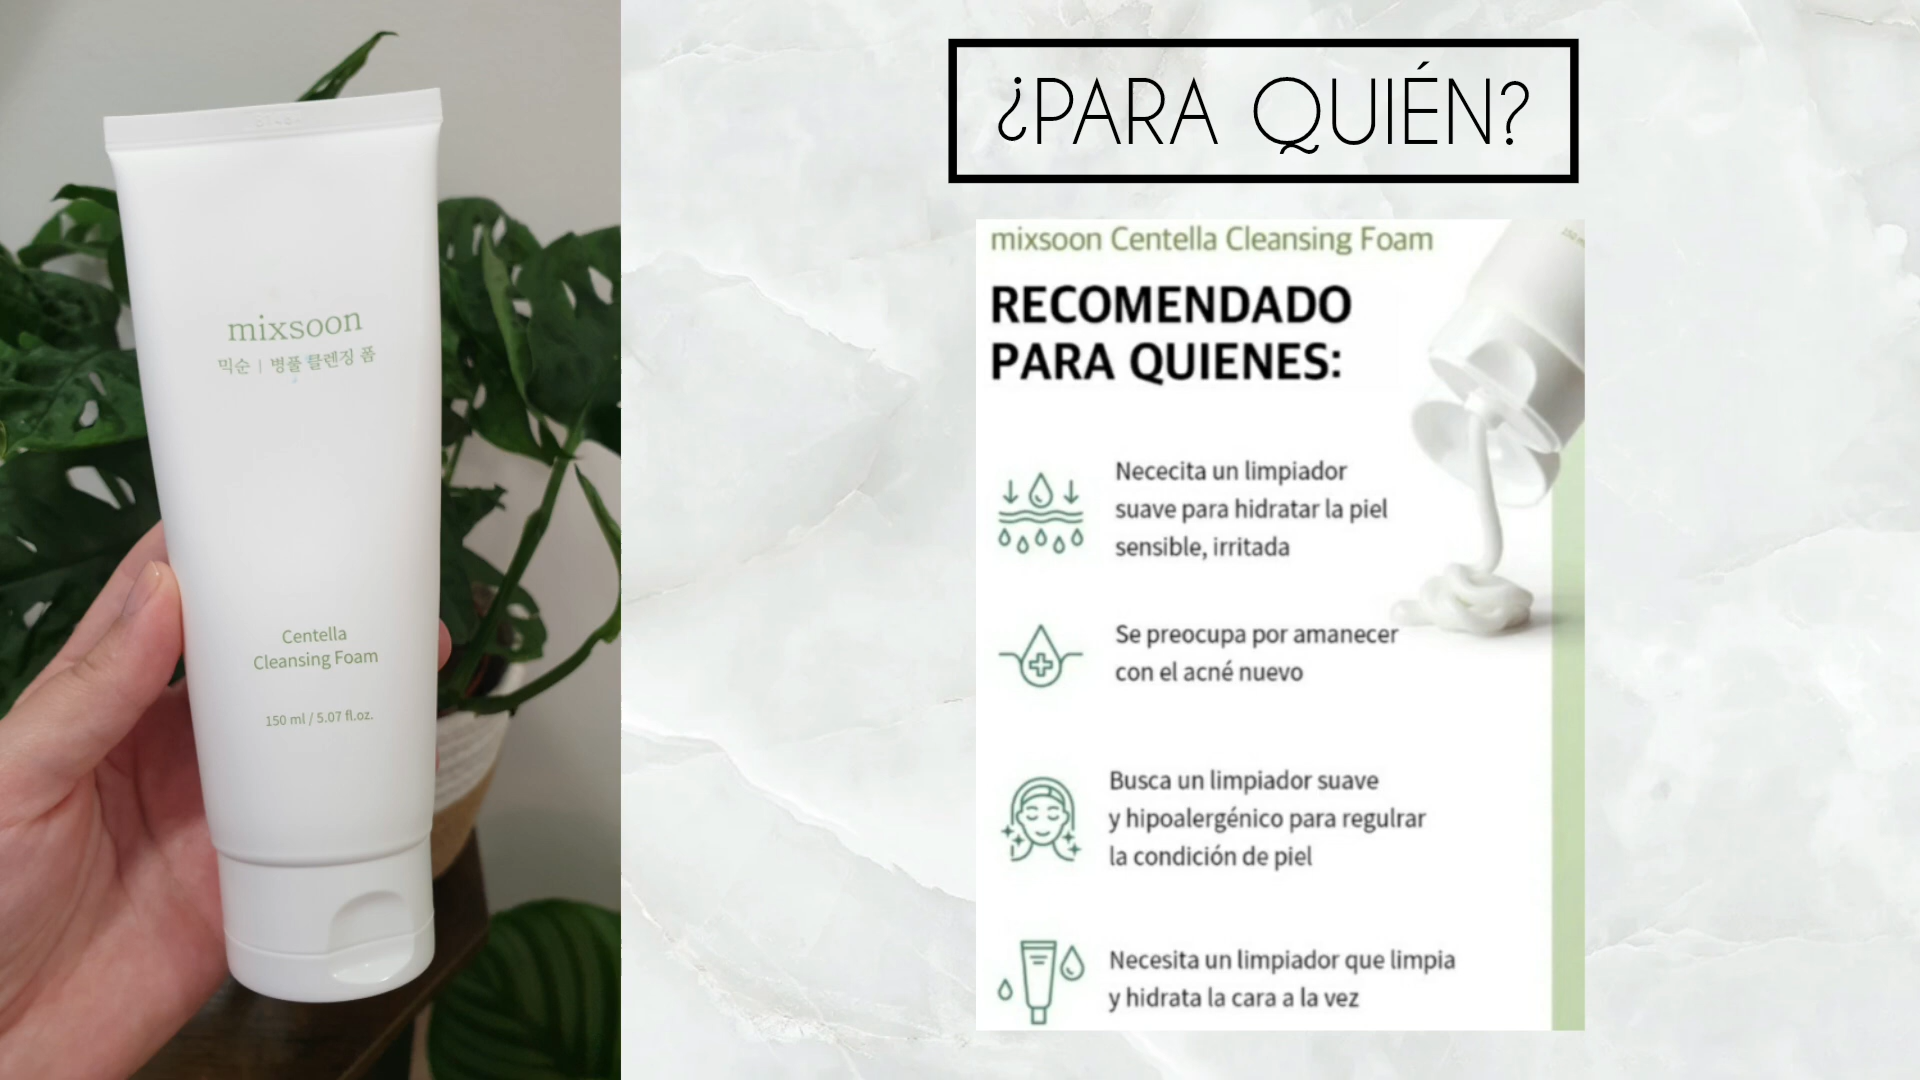 mixsoon
믹순 | 병풀 클렌징 폼
Centella
Cleansing Foam
150 ml / 5.07 fl.oz.
¿PARA QUIÉN?
mixsoon Centella Cleansing Foam
RECOMENDADO
PARA QUIENES:
Nececita un limpiador
suave para hidratar la piel
sensible, irritada
Se preocupa por amanecer
con el acné nuevo
Busca un limpiador suave
y hipoalergénico para regulrar
la condición de piel
Necesita un limpiador que limpia
y hidrata la cara a la vez